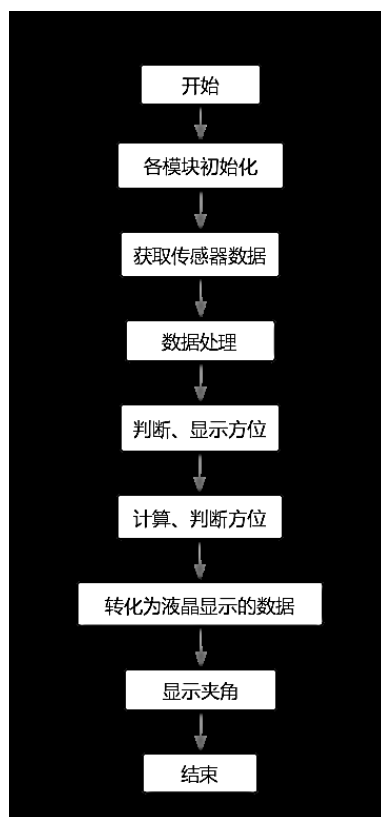 开始
各模块初始化
获取传感器数据
数据处理
判断、显示方位
计算、判断方位
转化为液晶显示的数据
显示夹角
结束